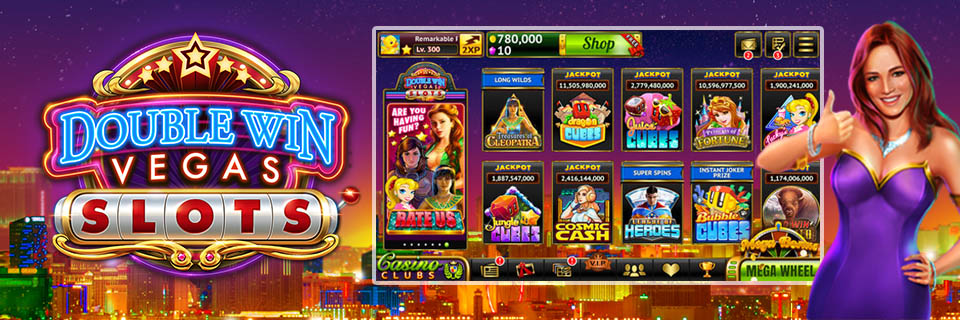 DOUBLE WIN
VEGAS
SLOTS
Remarkable
Lv. 300
2XP
780,000
10
Shop
DOUBLE WIN
VEGAS
SLOTS
ARE YOU
HAVING
FUN?
RATE US
LONG WILDS
Treasures of
CLEOPATRA
JACKPOT
11,505,980,000
dragon
CUBES
JACKPOT
2,779,480,000
Juice
CUBES
JACKPOT
10,596,977,500
FORTUNE
JACKPOT
1,900,241,000
JACKPOT
1,887,547,000
Jungle
CUBES
JACKPOT
2,416,144,000
COSMIC
CASH
SUPER SPINS
LEAGUE OF
HEROES
INSTANT JOKER
PRIZE
Bubble
CUBES
1,174,006,000
Mega Bonus
Casino
CLUBS
V.I.P
MEGA WHEEL